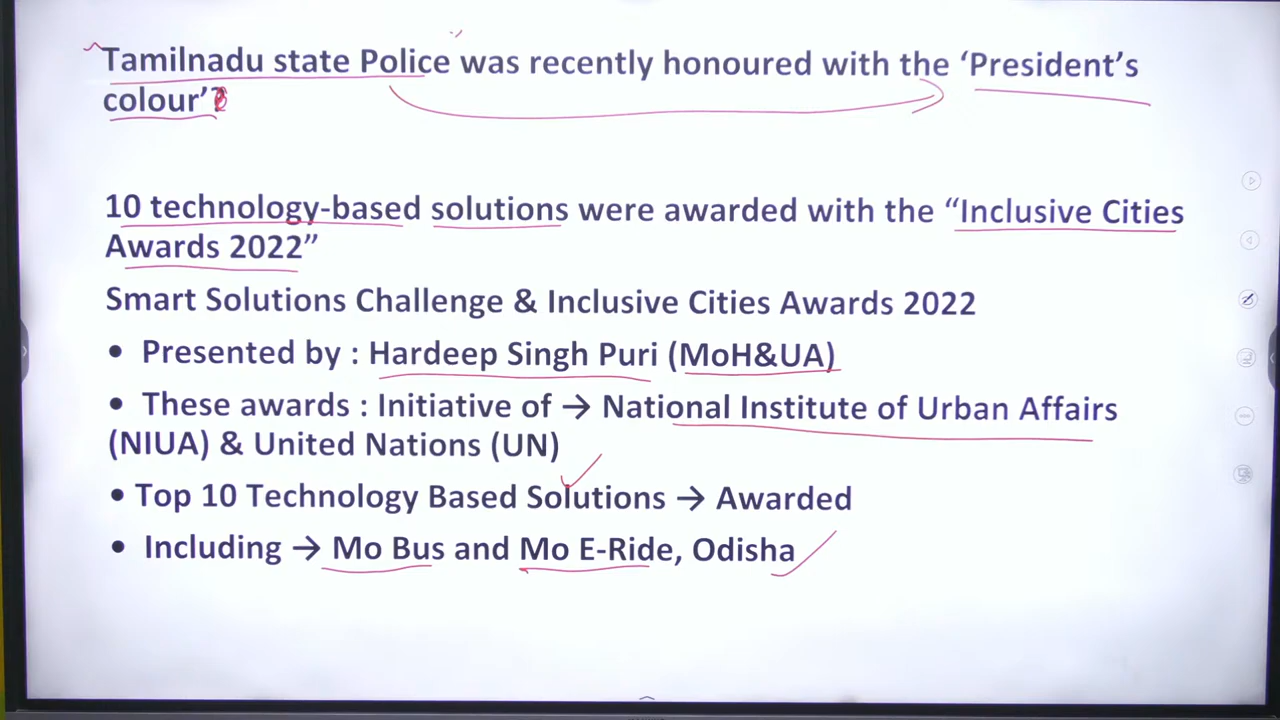 Tamilnadu state Police was recently honoured with the ‘President’s
colour’?
10 technology-based solutions were awarded with the “Inclusive Cities
Awards 2022”
Smart Solutions Challenge & Inclusive Cities Awards 2022
• Presented by : Hardeep Singh Puri (MoH&UA)
• These awards : Initiative of → National Institute of Urban Affairs
(NIUA) & United Nations (UN)
• Top 10 Technology Based Solutions → Awarded
• Including → Mo Bus and Mo E-Ride, Odisha